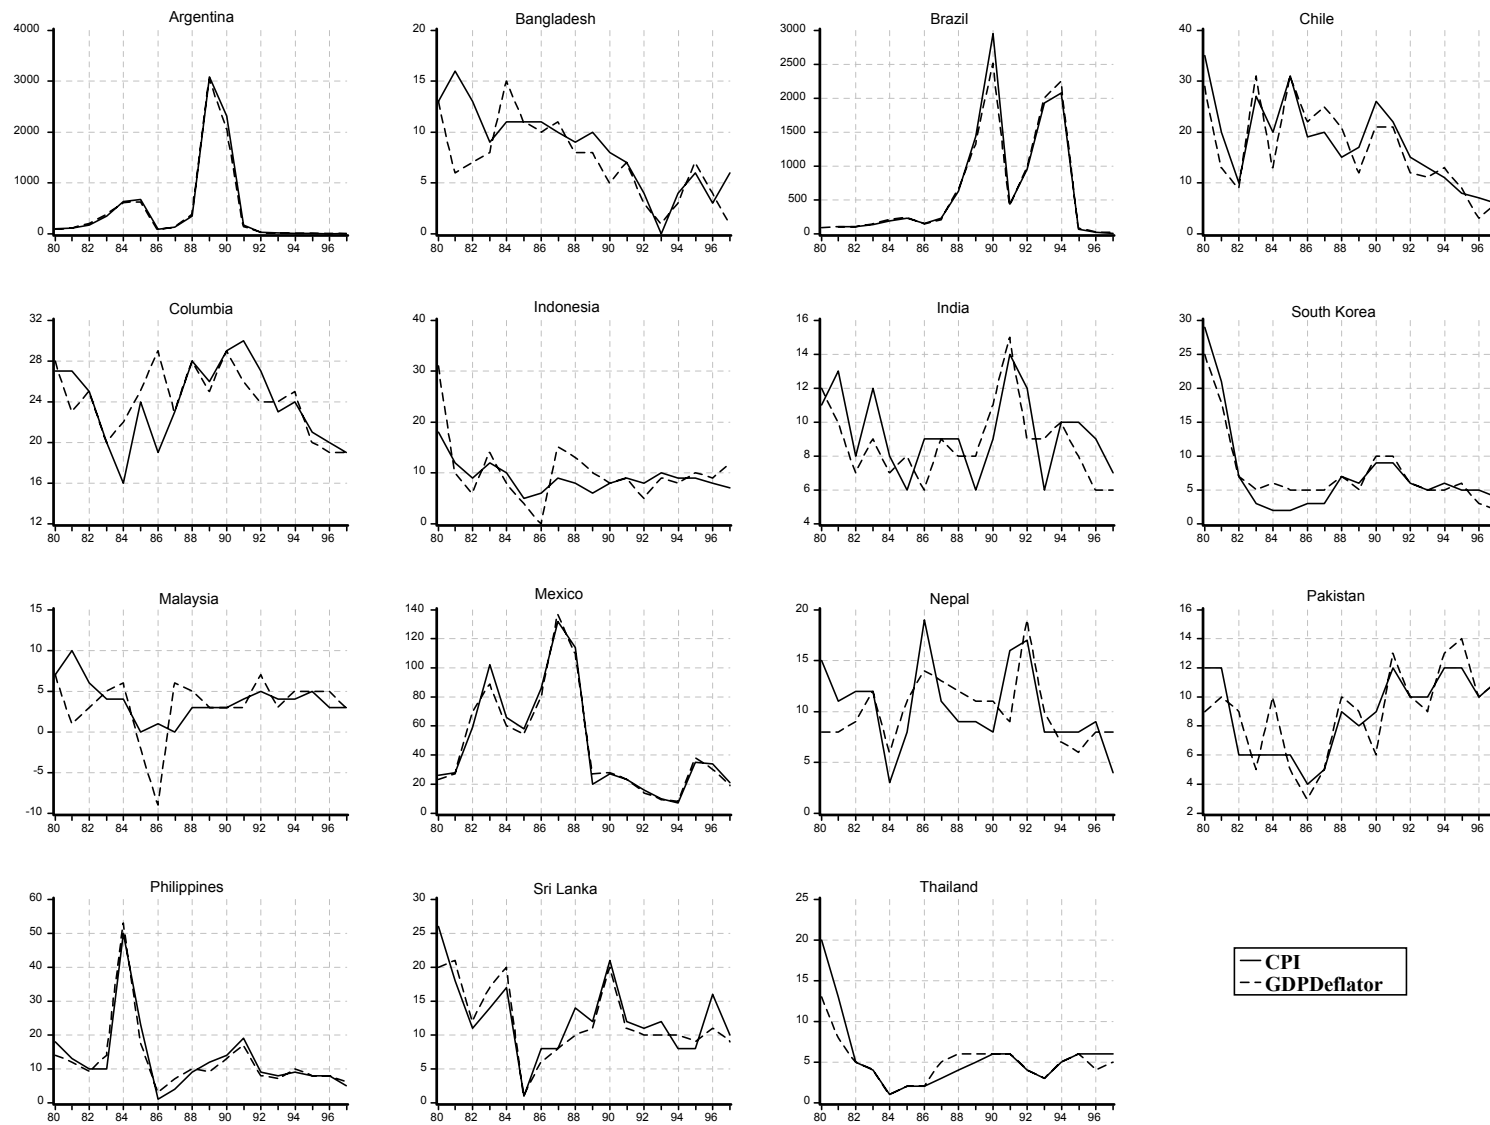 Argentina
4000
3000
2000
1000
0
80 82 84 86 88 90 92 94 96
Bangladesh
20
15
10
5
0
80 82 84 86 88 90 92 94 96
Brazil
3000
2500
2000
1500
1000
500
0
80 82 84 86 88 90 92 94 96
Chile
40
30
20
10
0
80 82 84 86 88 90 92 94 96
Columbia
32
28
24
20
16
12
80 82 84 86 88 90 92 94 96
Indonesia
40
30
20
10
0
80 82 84 86 88 90 92 94 96
India
16
14
12
10
8
6
4
80 82 84 86 88 90 92 94 96
South Korea
30
25
20
15
10
5
0
80 82 84 86 88 90 92 94 96
Malaysia
15
10
5
0
-5
-10
80 82 84 86 88 90 92 94 96
Mexico
140
120
100
80
60
40
20
0
80 82 84 86 88 90 92 94 96
Nepal
20
15
10
5
0
80 82 84 86 88 90 92 94 96
Pakistan
16
14
12
10
8
6
4
2
80 82 84 86 88 90 92 94 96
Philippines
60
50
40
30
20
10
0
80 82 84 86 88 90 92 94 96
Sri Lanka
30
25
20
15
10
5
0
80 82 84 86 88 90 92 94 96
Thailand
25
20
15
10
5
0
80 82 84 86 88 90 92 94 96
CPI
GDPDeflator